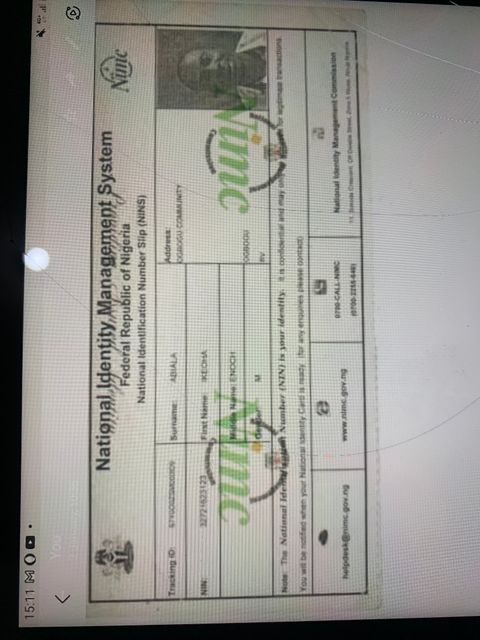 15:11
You
National Identity Management System
Federal Republic of Nigeria
National Identification Number Slip (NINS)
nimc
Tracking ID:
Surname: ABIALA
Address:
OGBOGU COMMUNITY
NIN: 32721623123
First Name: IKEOHA
Middle Name: ENOCH
OGBOGU
Gender: M
RV
Note: The National Identification Number (NIN) is your identity. It is confidential and may only be for legitimate transactions.
You will be notified when your National Identity Card is ready (for any enquiries please contact)
helpdesk@nimc.gov.ng
www.nimc.gov.ng
0700-CALL-NIMC
(0700-2255-646)
National Identity Management Commission
11, Sokode Crescent, Off Dalaba Street, Zone 5 Wuse, Abuja Nigeria